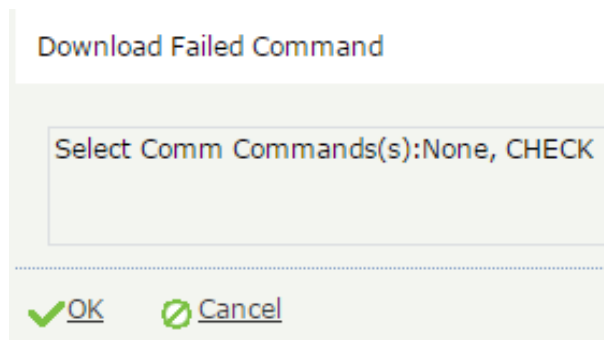 Download Failed Command
Select Comm Commands(s):None, CHECK
OK Cancel